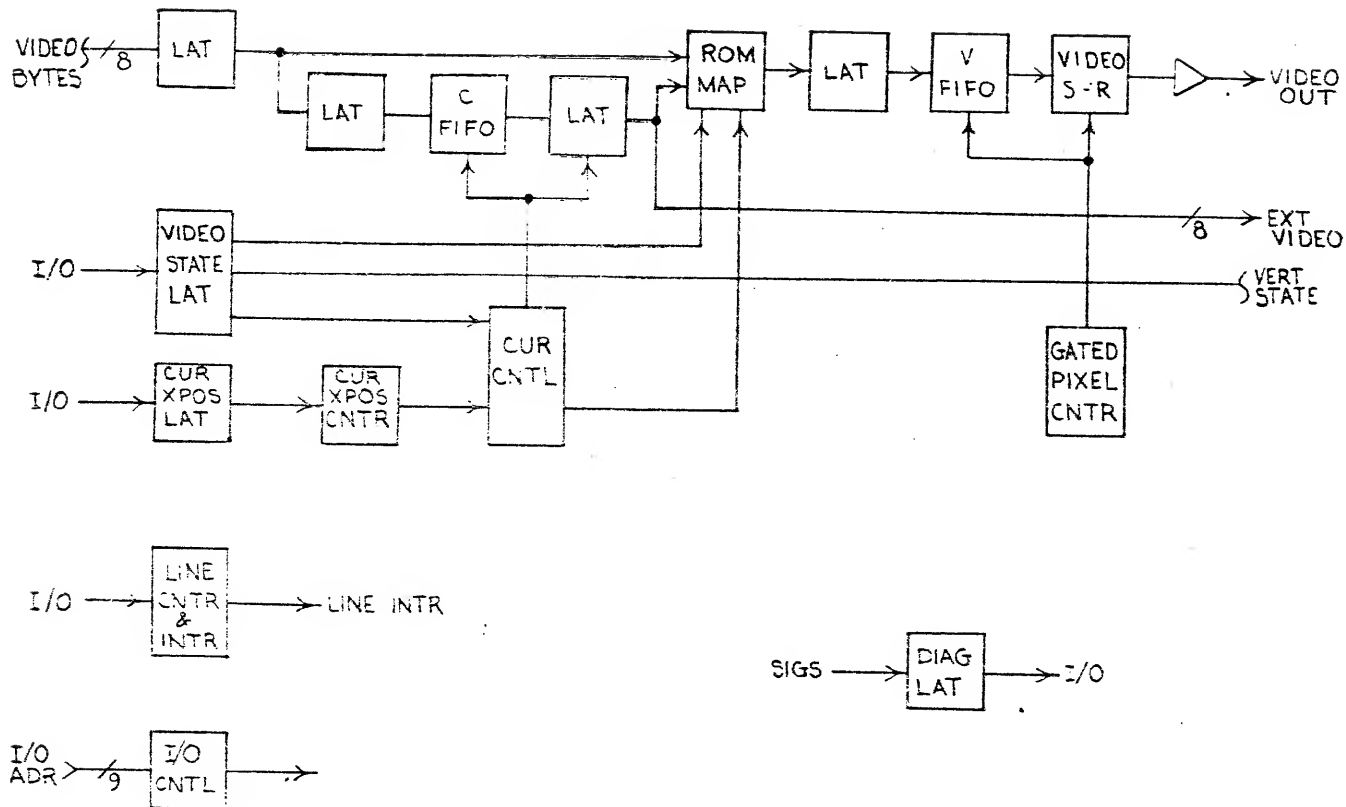 VIDEO
BYTES
8
LAT
LAT
C
FIFO
LAT
ROM
MAP
LAT
V
FIFO
VIDEO
S-R
VIDEO
OUT
8
EXT
VIDEO
I/O
VIDEO
STATE
LAT
VERT
STATE
I/O
CUR
XPOS
LAT
CUR
XPOS
CNTR
CUR
CNTL
GATED
PIXEL
CNTR
I/O
LINE
CNTR
&
INTR
LINE INTR
SIGS
DIAG
LAT
I/O
I/O
ADR
9
I/O
CNTL